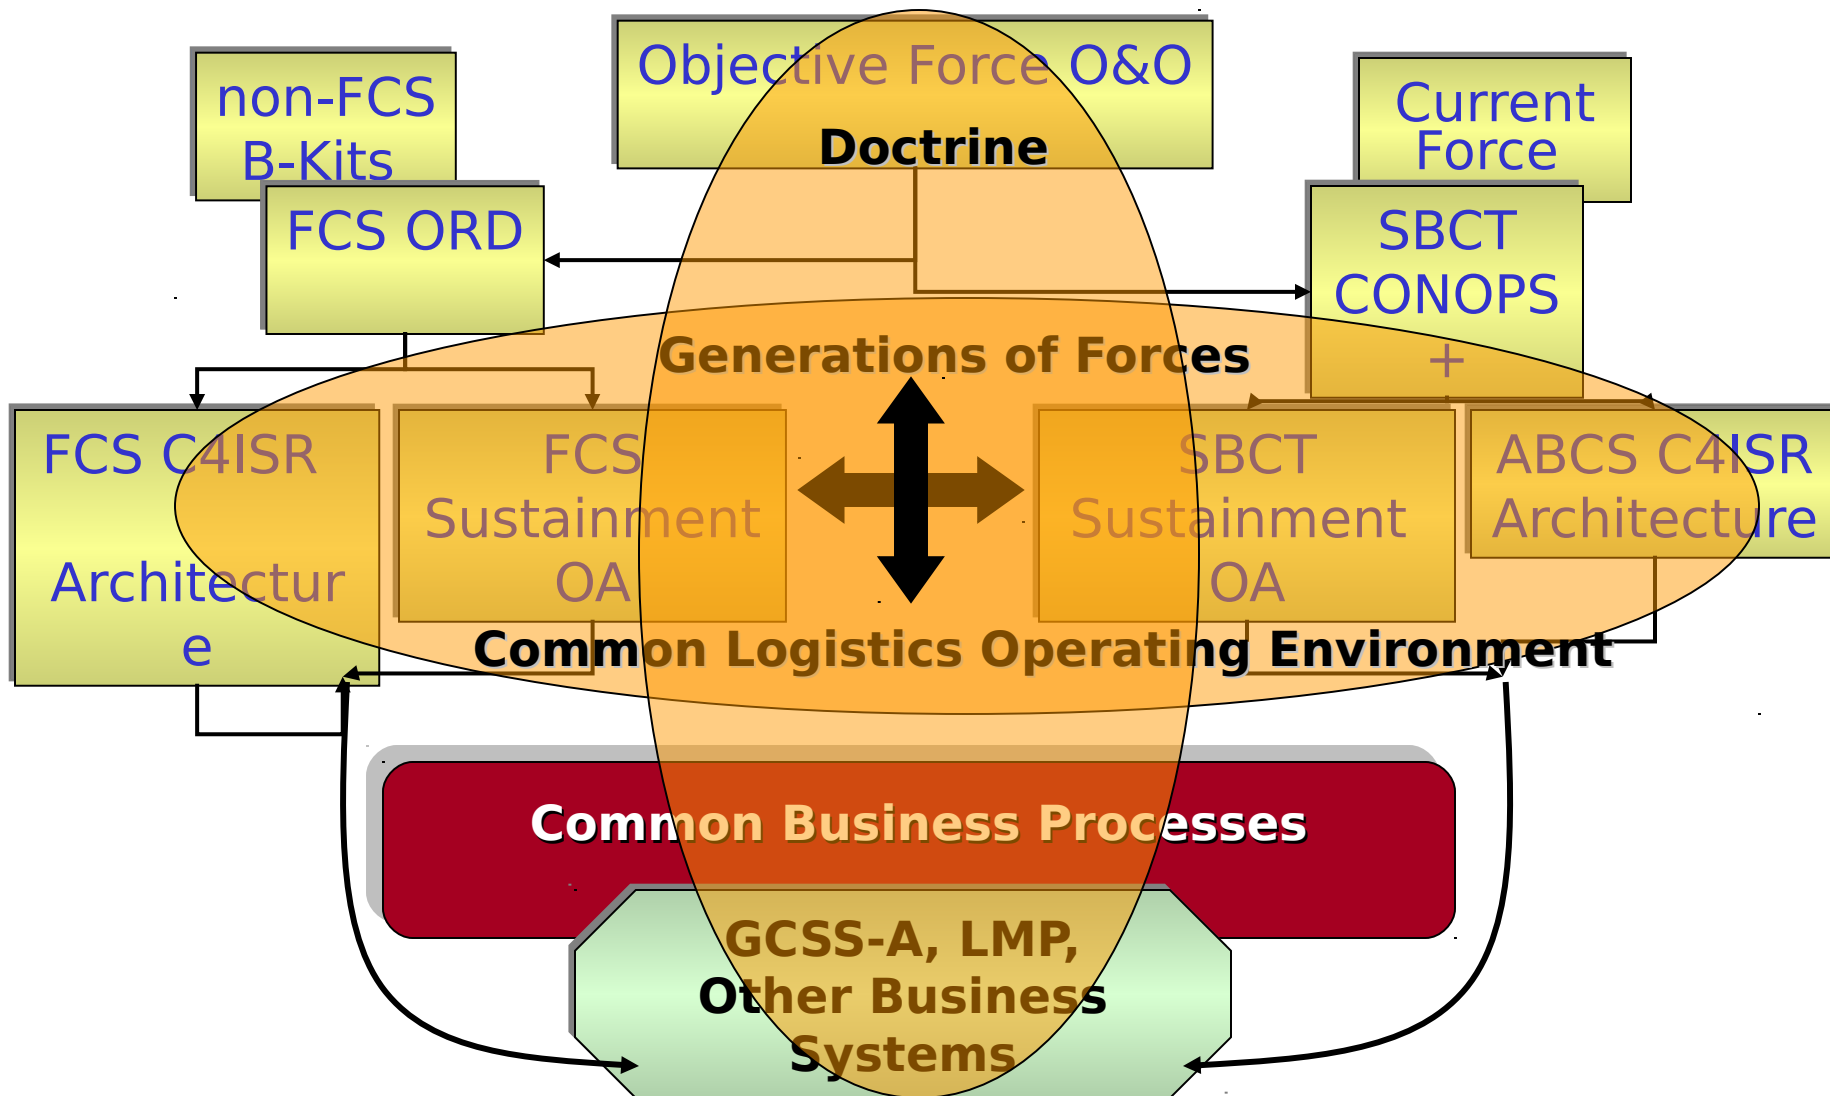 Objective Force O&O
Doctrine
non-FCS
B-Kits
Current
Force
FCS ORD
SBCT
CONOPS
+
Generations of Forces
FCS C4ISR
Architectur
e
FCS
Sustainment
OA
SBCT
Sustainment
OA
ABCS C4ISR
Architecture
Common Logistics Operating Environment
Common Business Processes
GCSS-A, LMP,
Other Business
Systems